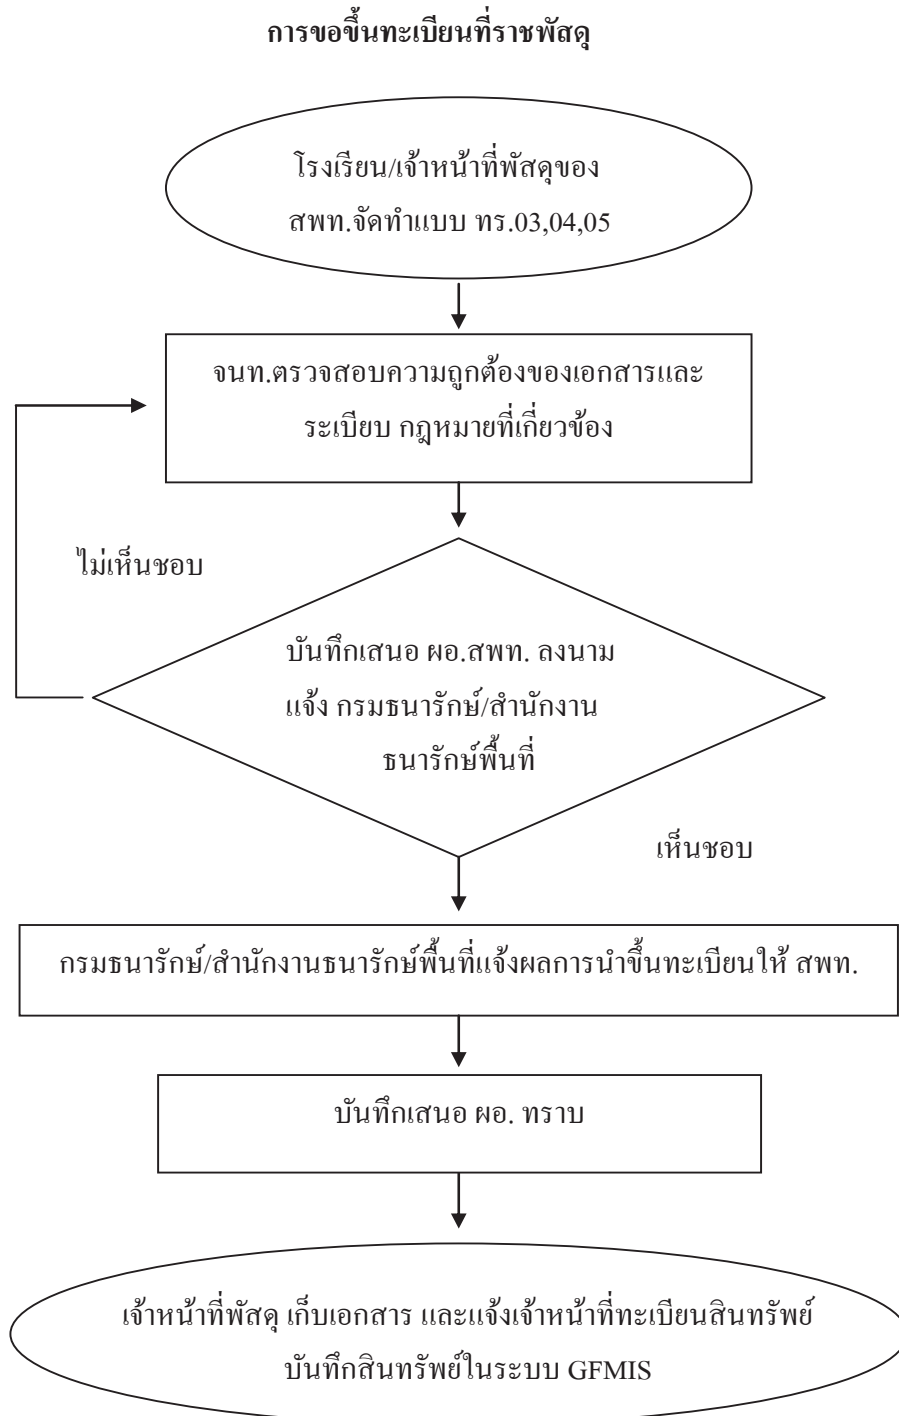 การขอขึ้นทะเบียนที่ราชพัสดุ
โรงเรียน/เจ้าหน้าที่พัสดุของ
สพท.จัดทำแบบ ทร.03,04,05
จนท.ตรวจสอบความถูกต้องของเอกสารและ
ระเบียบ กฎหมายที่เกี่ยวข้อง
ไม่เห็นชอบ
บันทึกเสนอ ผอ.สพท. ลงนาม
แจ้ง กรมธนารักษ์/สำนักงาน
ธนารักษ์พื้นที่
เห็นชอบ
กรมธนารักษ์/สำนักงานธนารักษ์พื้นที่แจ้งผลการนำขึ้นทะเบียนให้ สพท.
บันทึกเสนอ ผอ. ทราบ
เจ้าหน้าที่พัสดุ เก็บเอกสาร และแจ้งเจ้าหน้าที่ทะเบียนสินทรัพย์
บันทึกสินทรัพย์ในระบบ GFMIS